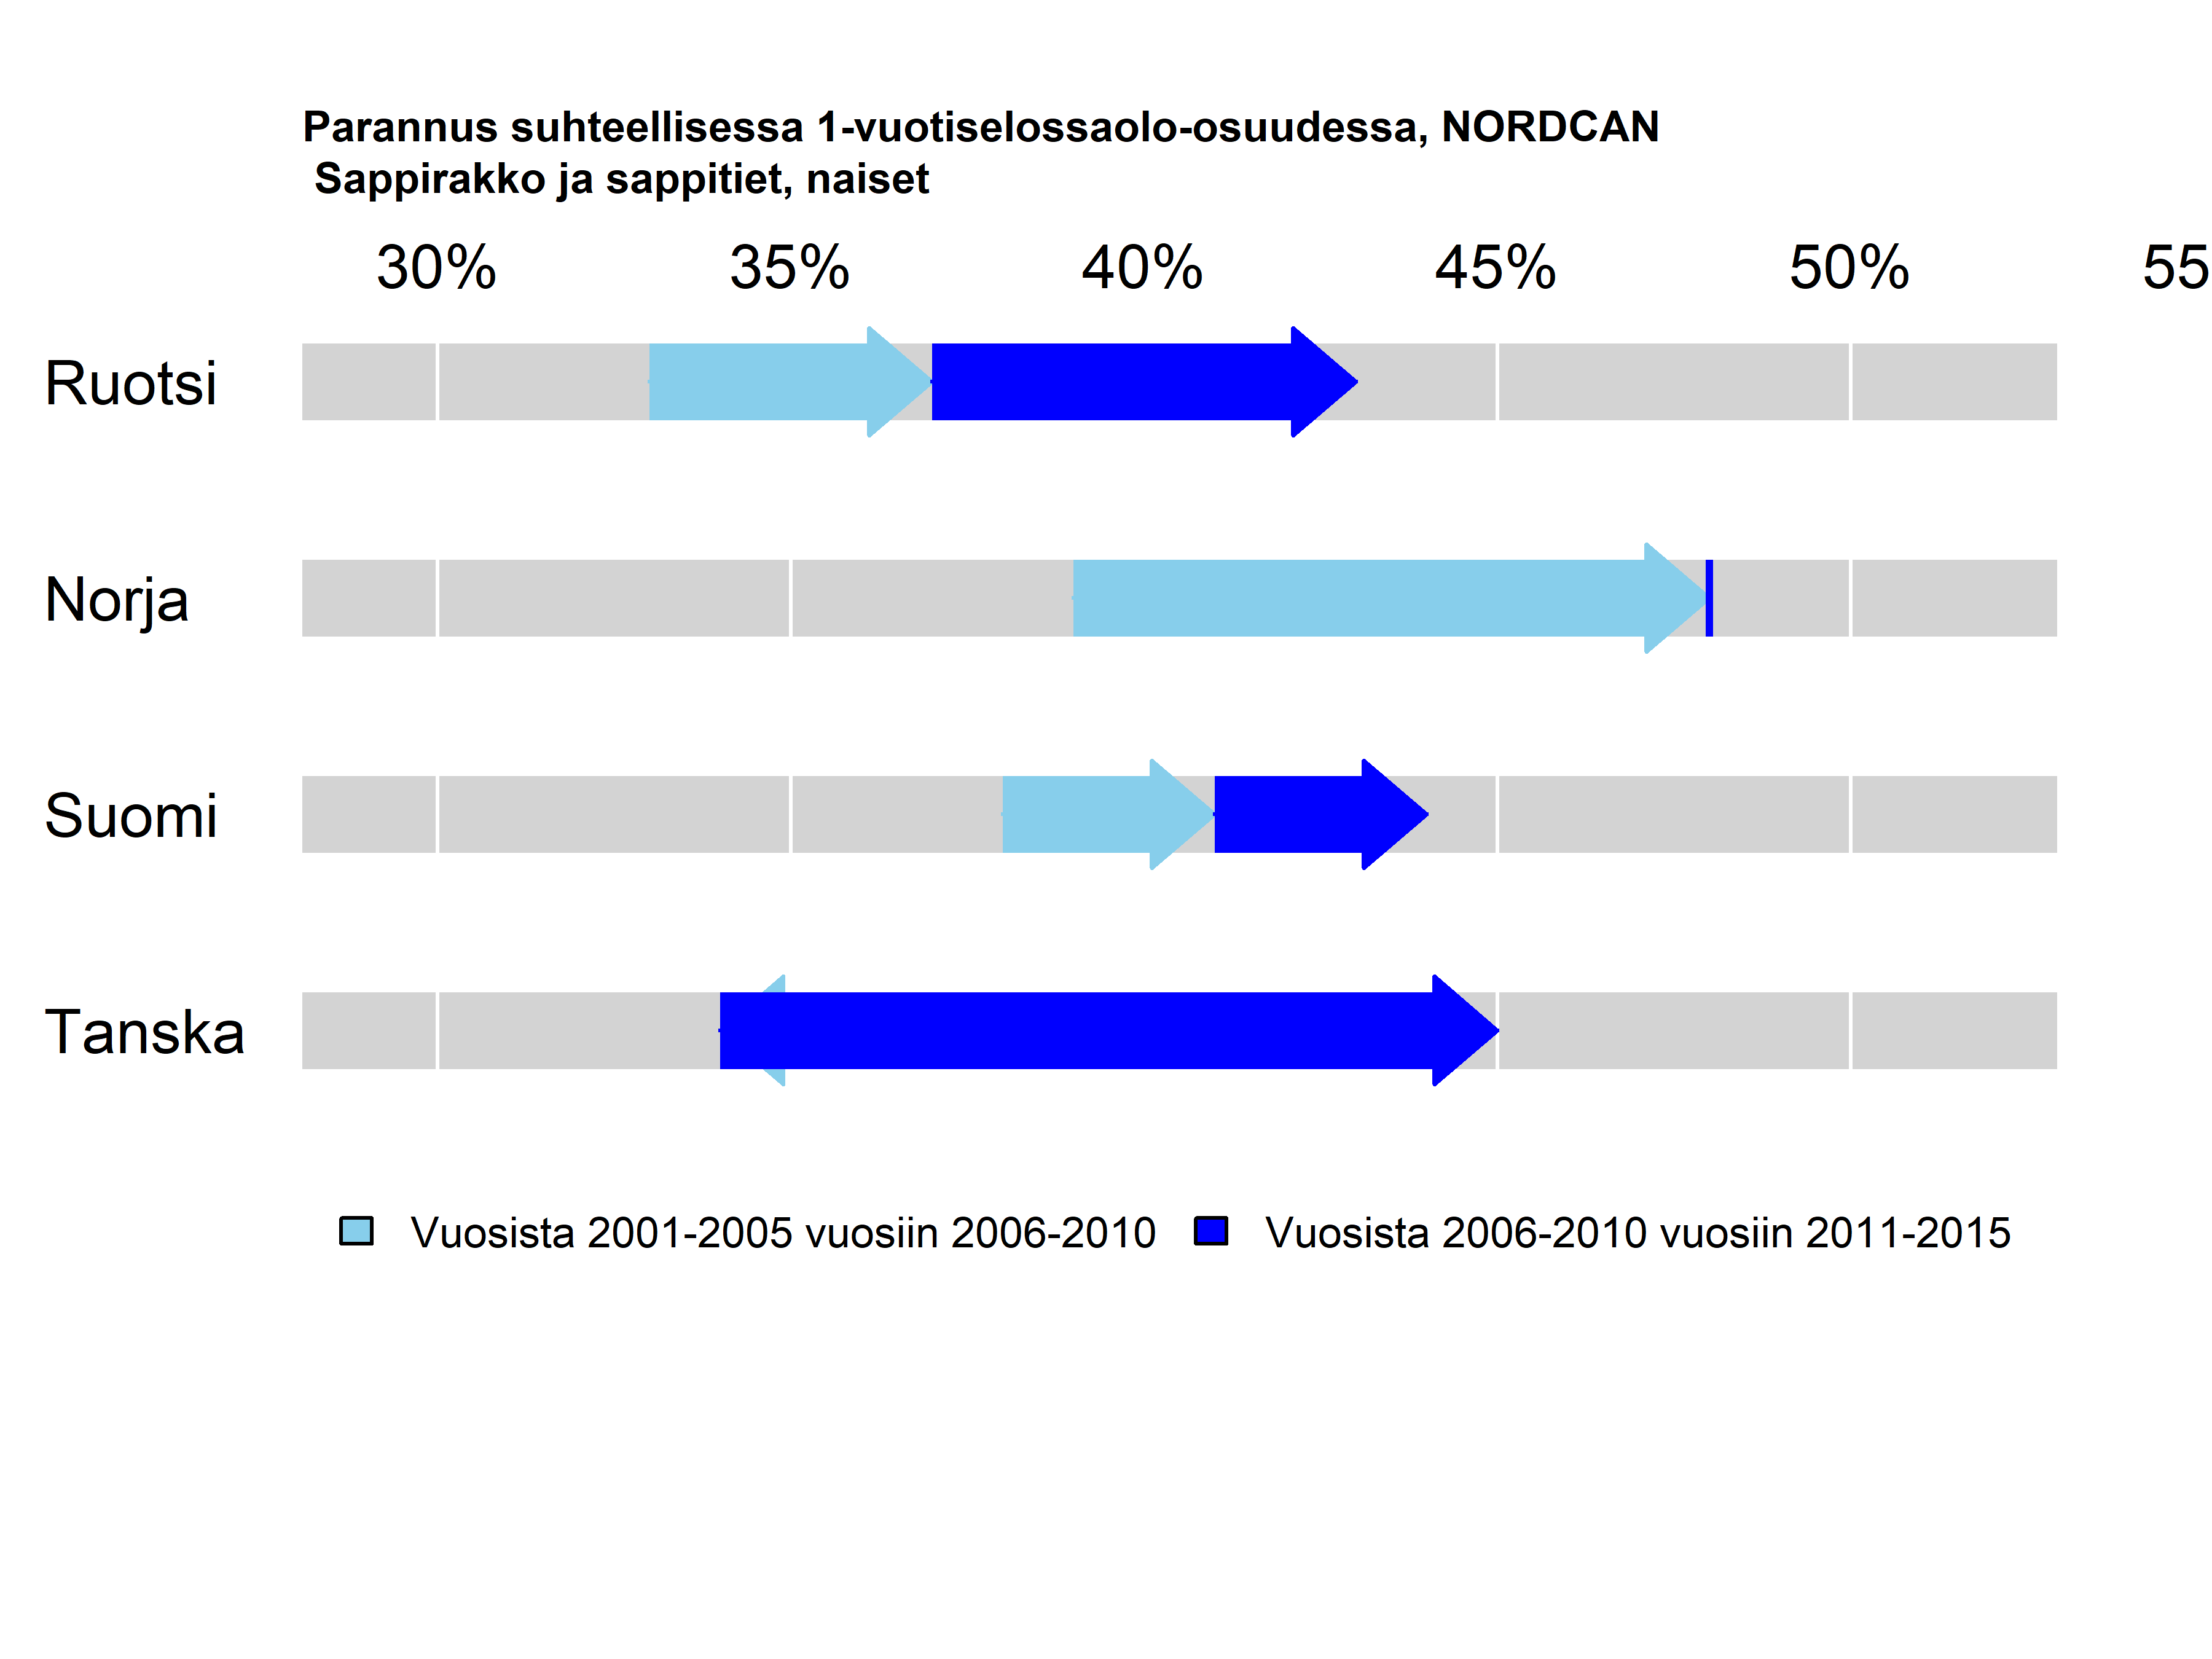 Parannus suhteellisessa 1-vuotiselossaolo-osuudessa, NORDCAN
Sappirakko ja sappitiet, naiset
30% 35% 40% 45% 50% 55
Ruotsi
Norja
Suomi
Tanska
Vuosista 2001-2005 vuosiin 2006-2010 Vuosista 2006-2010 vuosiin 2011-2015